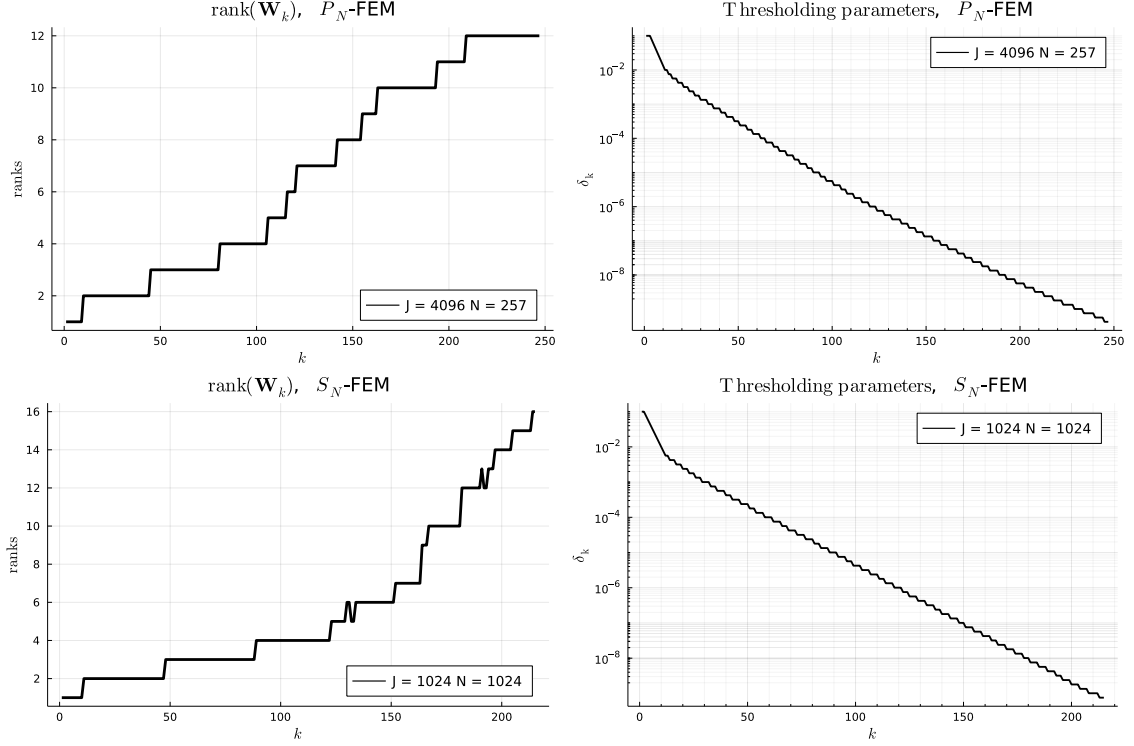 rank(W_k), P_N-FEM
12
10
8
6
4
2
ranks
0 50 100 150 200 250
k
J = 4096 N = 257
Thresholding parameters, P_N-FEM
10^−2
10^−4
10^−6
10^−8
δ_k
0 50 100 150 200 250
k
J = 4096 N = 257
rank(W_k), S_N-FEM
16
14
12
10
8
6
4
2
ranks
0 50 100 150 200
k
J = 1024 N = 1024
Thresholding parameters, S_N-FEM
10^−2
10^−4
10^−6
10^−8
δ_k
0 50 100 150 200
k
J = 1024 N = 1024